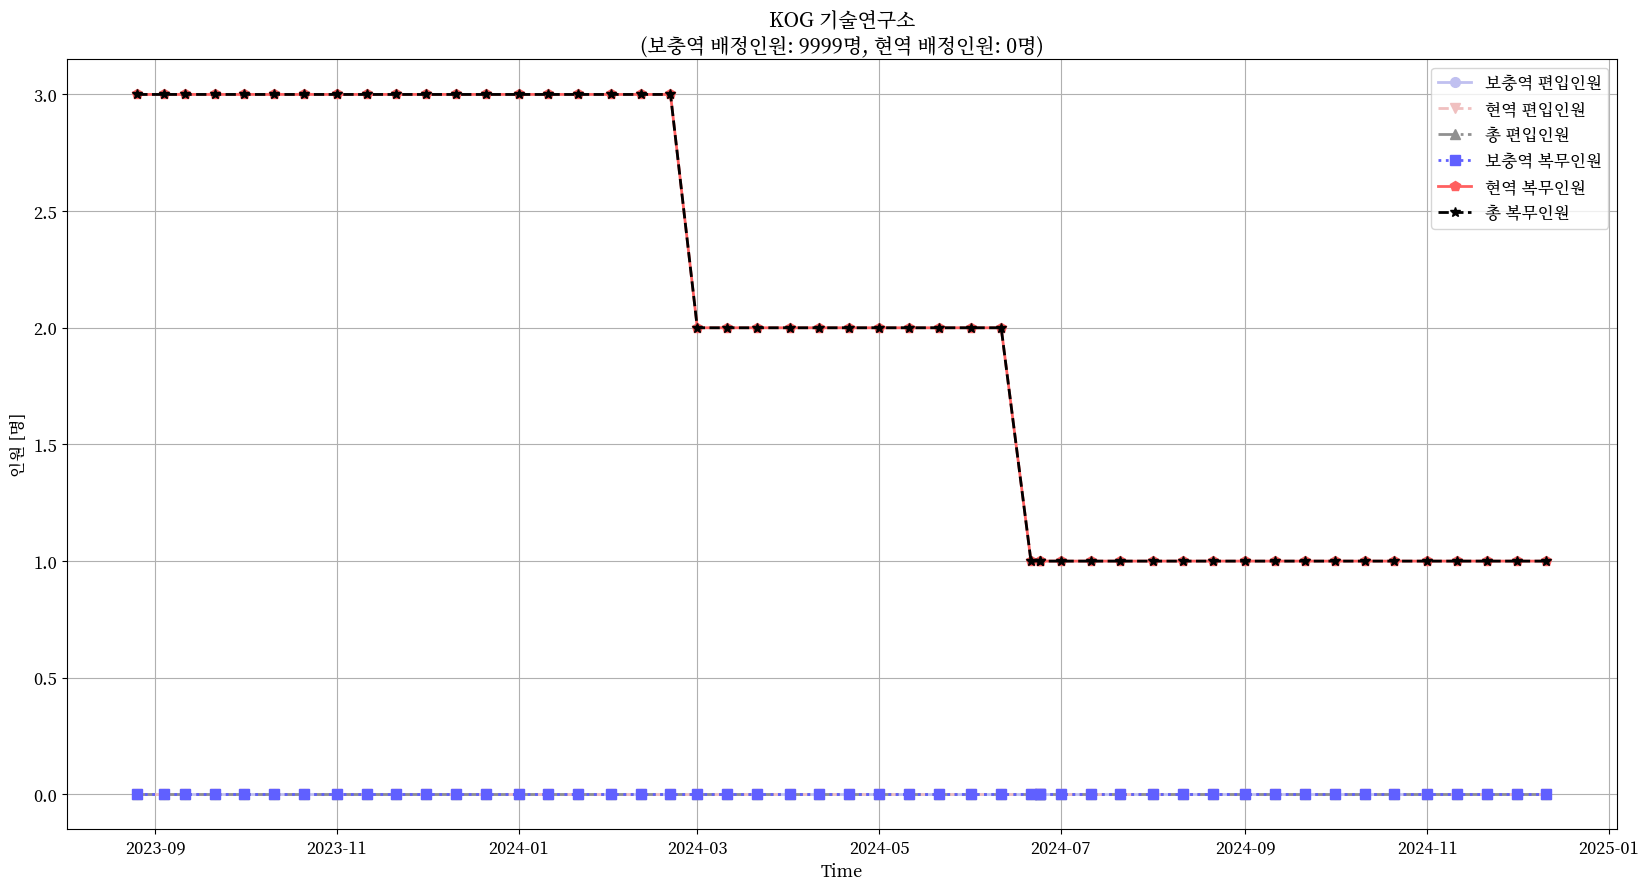 KOG 기술연구소
(보충역 배정인원: 9999명, 현역 배정인원: 0명)
보충역 편입인원
현역 편입인원
총 편입인원
보충역 복무인원
현역 복무인원
총 복무인원
인원 [명]
3.0
2.5
2.0
1.5
1.0
0.5
0.0
2023-09
2023-11
2024-01
2024-03
2024-05
2024-07
2024-09
2024-11
2025-01
Time